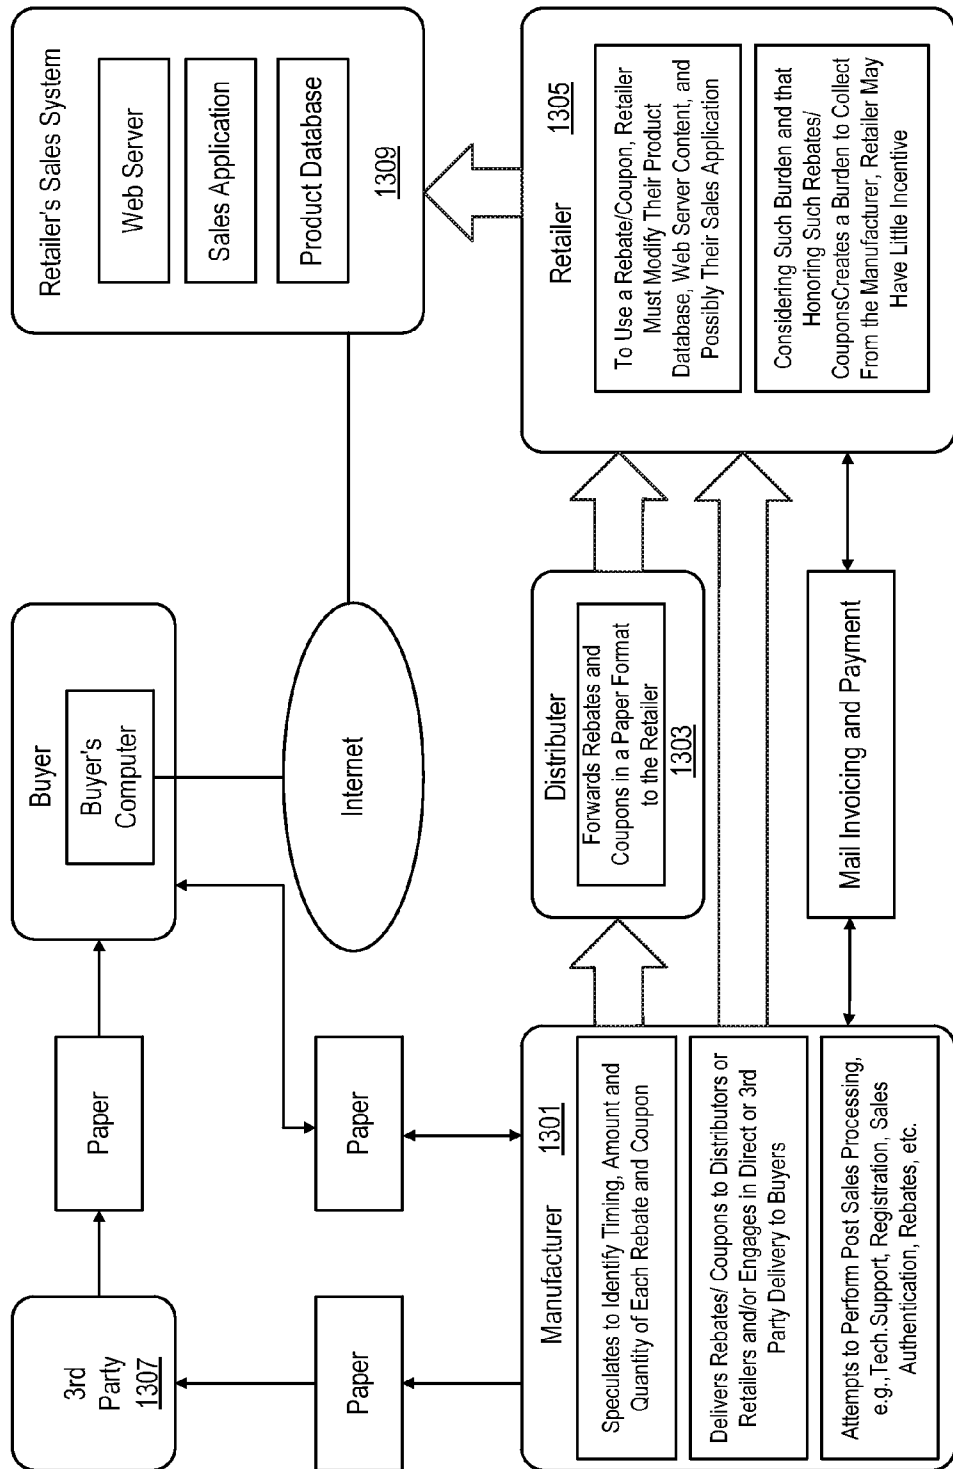 3rd
Party
1307
Paper
Buyer
Buyer's
Computer
Retailer's Sales System
Web Server
Sales Application
Product Database
1309
Paper
Paper
Internet
Manufacturer
1301
Speculates to Identify Timing, Amount and
Quantity of Each Rebate and Coupon
Delivers Rebates/ Coupons to Distributors or
Retailers and/or Engages in Direct or 3rd
Party Delivery to Buyers
Attempts to Perform Post Sales Processing,
e.g.,Tech.Support, Registration, Sales
Authentication, Rebates, etc.
Distributer
Forwards Rebates and
Coupons in a Paper Format
to the Retailer
1303
Mail Invoicing and Payment
Retailer
1305
To Use a Rebate/Coupon, Retailer
Must Modify Their Product
Database, Web Server Content, and
Possibly Their Sales Application
Considering Such Burden and that
Honoring Such Rebates/
CouponsCreates a Burden to Collect
From the Manufacturer, Retailer May
Have Little Incentive